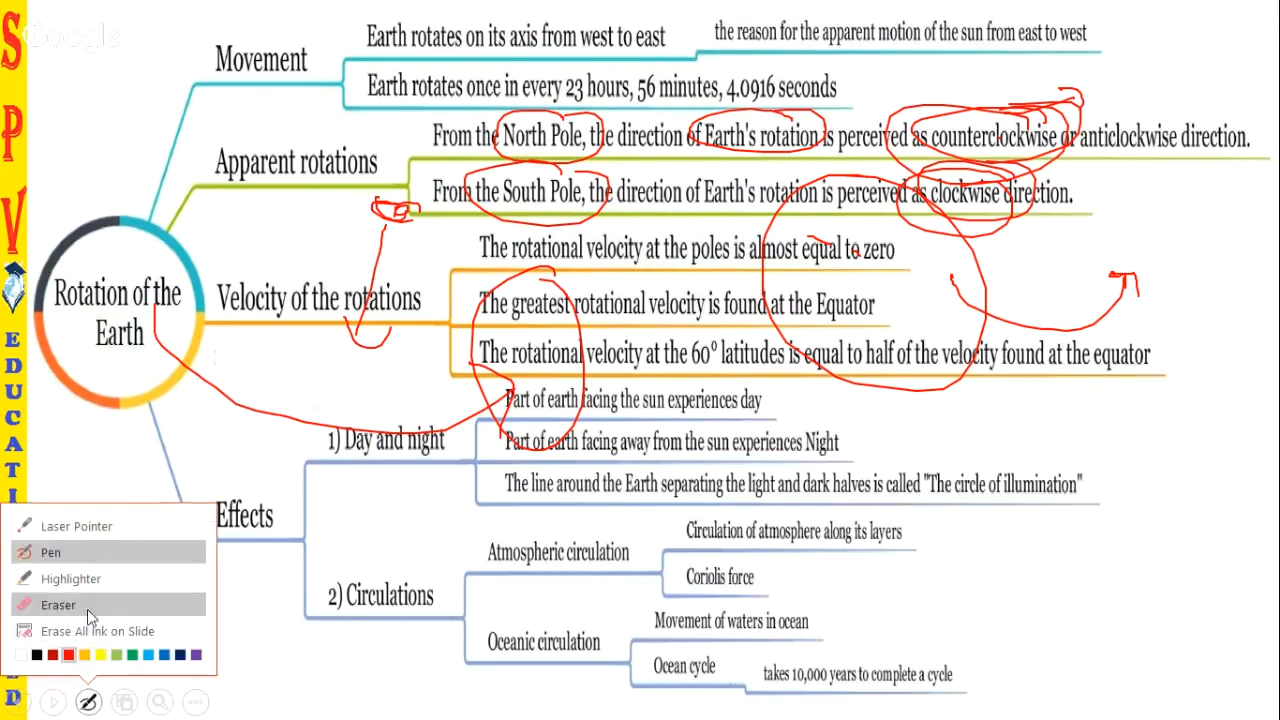 Google
S P V
EDUCATI
D
Movement
Earth rotates on its axis from west to east
the reason for the apparent motion of the sun from east to west
Earth rotates once in every 23 hours, 56 minutes, 4.0916 seconds
Apparent rotations
From the North Pole, the direction of Earth's rotation is perceived as counterclockwise or anticlockwise direction.
From the South Pole, the direction of Earth's rotation is perceived as clockwise direction.
Rotation of the
Earth
Velocity of the rotations
The rotational velocity at the poles is almost equal to zero
The greatest rotational velocity is found at the Equator
The rotational velocity at the 60° latitudes is equal to half of the velocity found at the equator
Effects
1) Day and night
Part of earth facing the sun experiences day
Part of earth facing away from the sun experiences Night
The line around the Earth separating the light and dark halves is called "The circle of illumination"
2) Circulations
Atmospheric circulation
Circulation of atmosphere along its layers
Coriolis force
Oceanic circulation
Movement of waters in ocean
Ocean cycle
takes 10,000 years to complete a cycle
Laser Pointer
Pen
Highlighter
Eraser
Erase All Ink on Slide